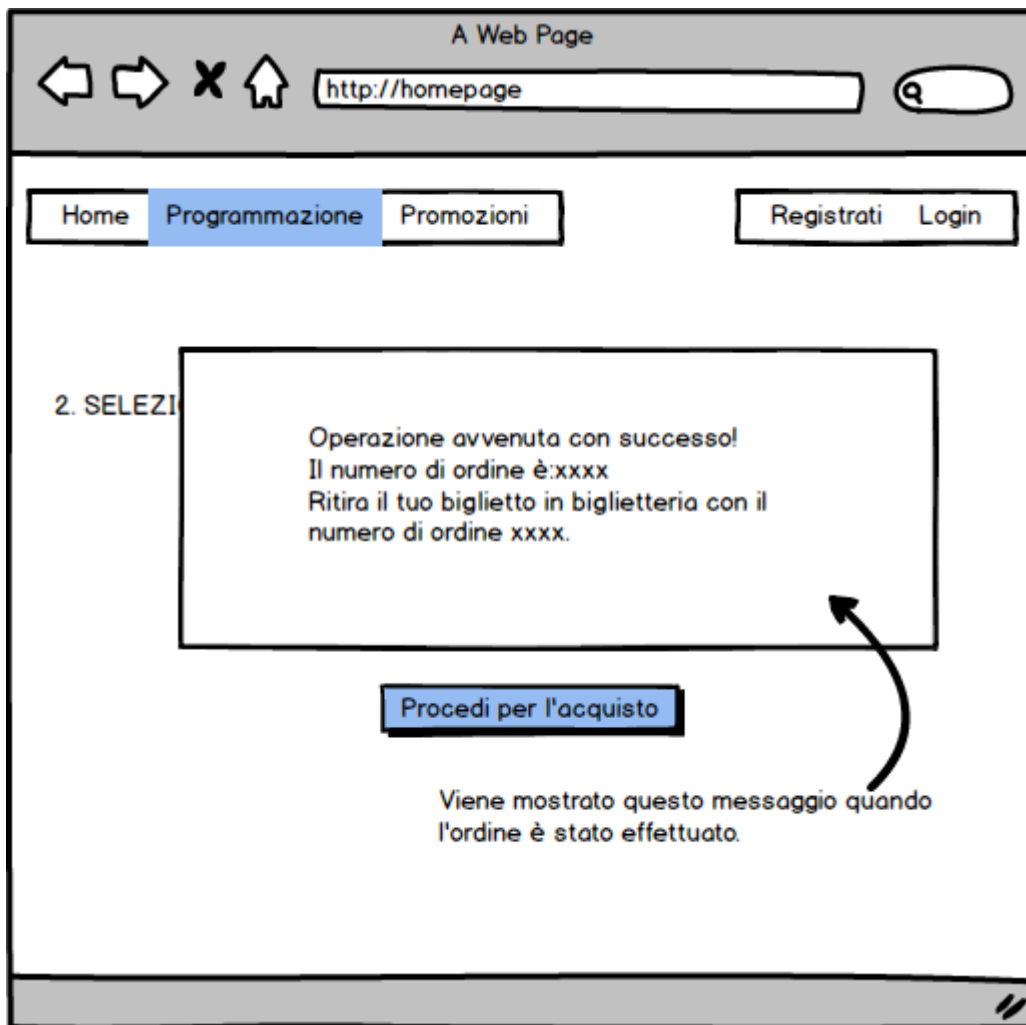 A Web Page
http://homepage
Home Programmazione Promozioni
Registrati Login
2. SELEZI
Operazione avvenuta con successo!
Il numero di ordine è:xxxx
Ritira il tuo biglietto in biglietteria con il
numero di ordine xxxx.
Procedi per l'acquisto
Viene mostrato questo messaggio quando
l'ordine è stato effettuato.